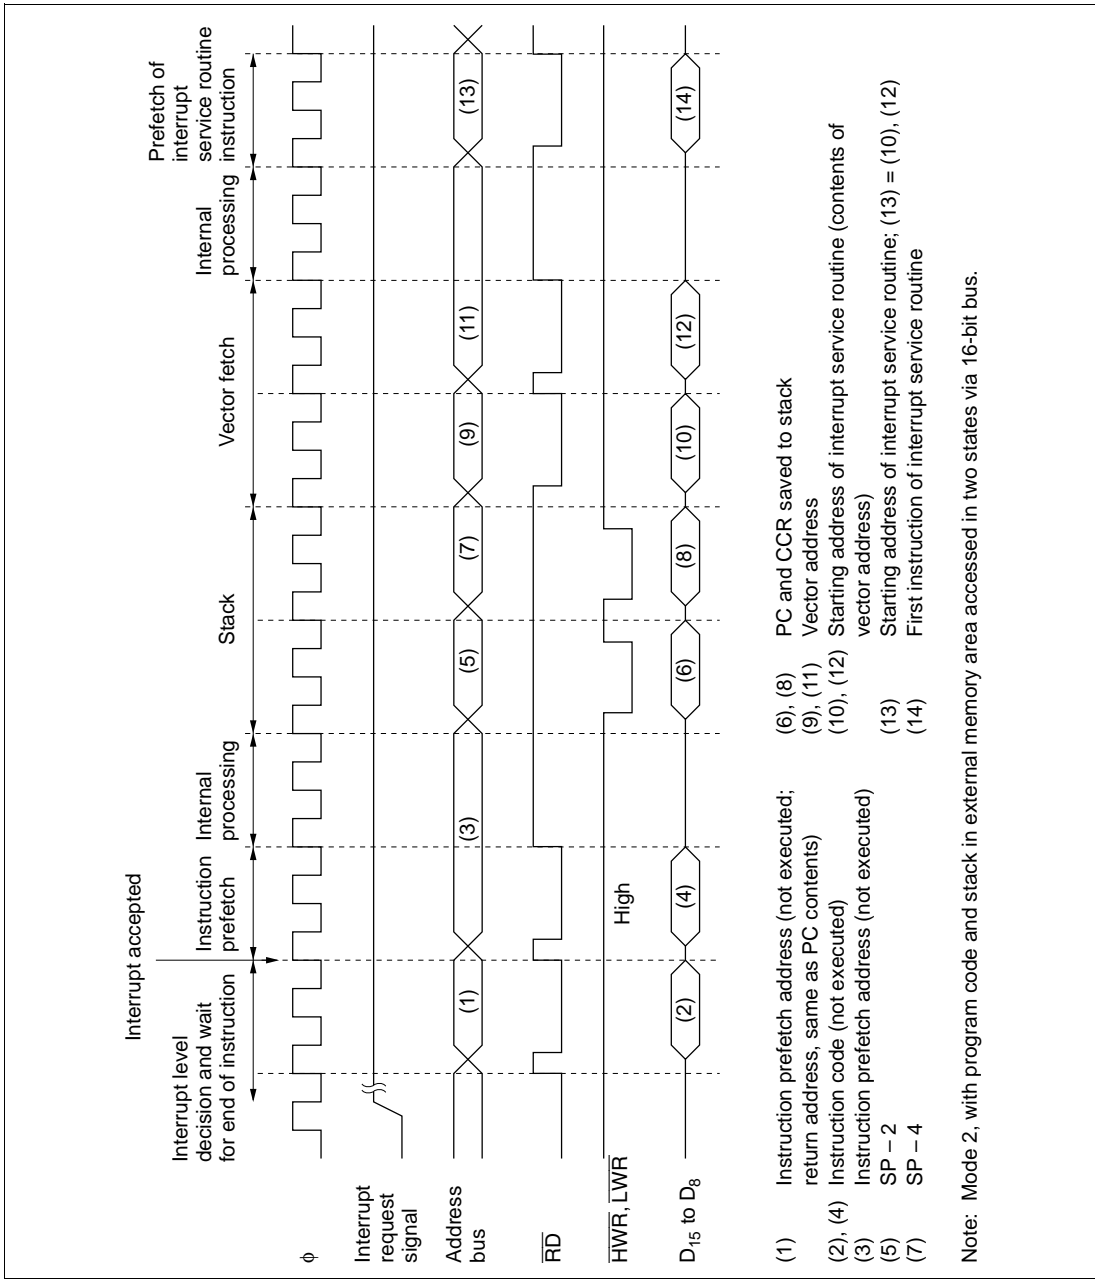 Interrupt accepted
Interrupt level
decision and wait
for end of instruction
Instruction
prefetch
Internal
processing
Stack
Vector fetch
Internal
processing
Prefetch of
interrupt
service routine
instruction
φ
Interrupt
request
signal
Address
bus
(1)
(3)
(5)
(7)
(9)
(11)
(13)
RD
HWR, LWR
High
D15 to D8
(2)
(4)
(6)
(8)
(10)
(12)
(14)
(1) Instruction prefetch address (not executed;
return address, same as PC contents)
(2), (4) Instruction code (not executed)
(3) Instruction prefetch address (not executed)
(5) SP – 2
(7) SP – 4
(6), (8) PC and CCR saved to stack
(9), (11) Vector address
(10), (12) Starting address of interrupt service routine (contents of
vector address)
(13) Starting address of interrupt service routine; (13) = (10), (12)
(14) First instruction of interrupt service routine
Note: Mode 2, with program code and stack in external memory area accessed in two states via 16-bit bus.